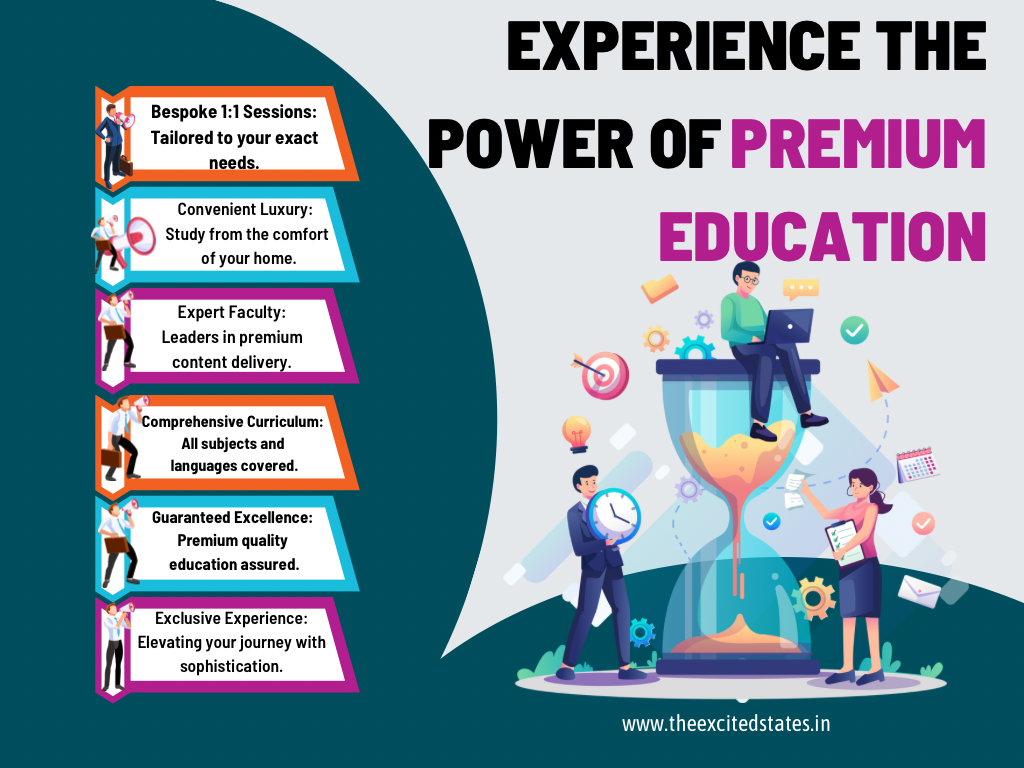 EXPERIENCE THE
POWER OF PREMIUM
EDUCATION
Bespoke 1:1 Sessions:
Tailored to your exact
needs.
Convenient Luxury:
Study from the comfort
of your home.
Expert Faculty:
Leaders in premium
content delivery.
Comprehensive Curriculum:
All subjects and
languages covered.
Guaranteed Excellence:
Premium quality
education assured.
Exclusive Experience:
Elevating your journey with
sophistication.
www.theexcitedstates.in